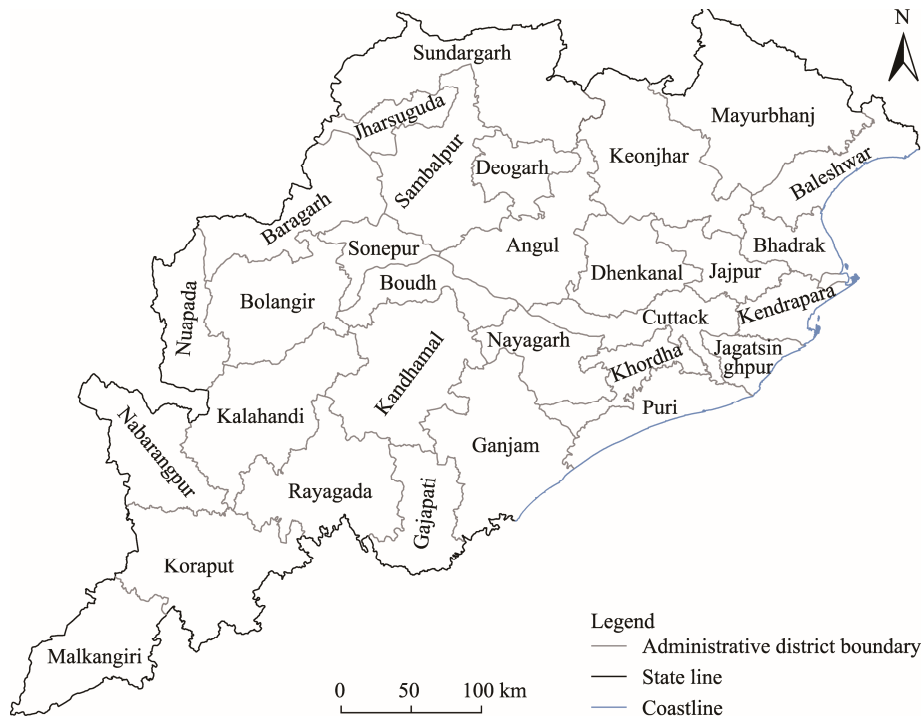 N
Sundargarh
Jharsuguda
Mayurbhanj
Sambalpur
Keonjhar
Deogarh
Baleshwar
Baragarh
Sonepur
Angul
Bhadrak
Dhenkanal
Jajpur
Nuapada
Bolangir
Boudh
Kendrapara
Cuttack
Nayagarh
Khordha
Jagatsin
ghpur
Kandhamal
Puri
Kalahandi
Nabarangpur
Ganjam
Rayagada
Gajapati
Koraput
Malkangiri
Legend
Administrative district boundary
State line
Coastline
0 50 100 km